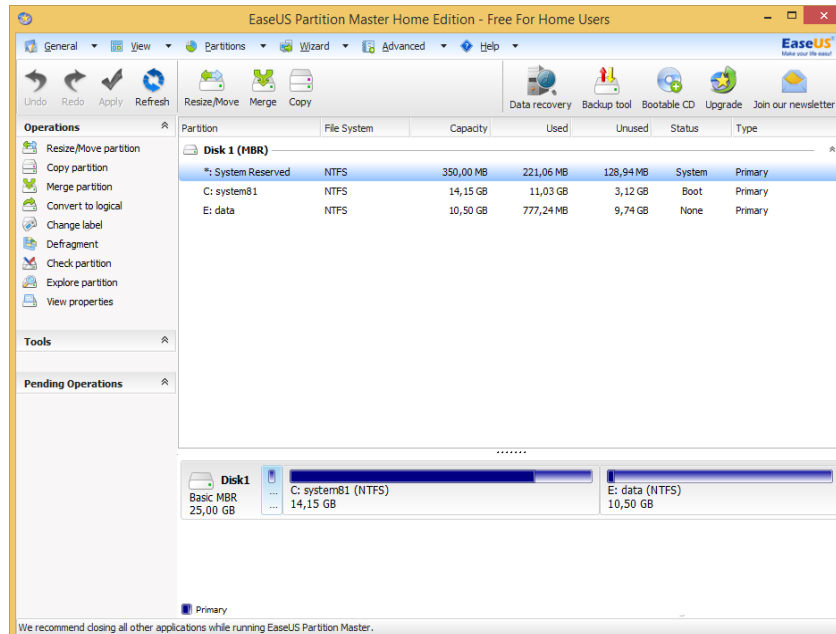 EaseUS Partition Master Home Edition - Free For Home Users
General View Partitions Wizard Advanced Help
EaseUS
Make your life easy!
Undo Redo Apply Refresh Resize/Move Merge Copy Data recovery Backup tool Bootable CD Upgrade Join our newsletter
Operations
Resize/Move partition
Copy partition
Merge partition
Convert to logical
Change label
Defragment
Check partition
Explore partition
View properties
Tools
Pending Operations
Partition File System Capacity Used Unused Status Type
Disk 1 (MBR)
*: System Reserved NTFS 350,00 MB 221,06 MB 128,94 MB System Primary
C: system81 NTFS 14,15 GB 11,03 GB 3,12 GB Boot Primary
E: data NTFS 10,50 GB 777,24 MB 9,74 GB None Primary
Disk1
Basic MBR
25,00 GB
...
...
C: system81 (NTFS)
14,15 GB
E: data (NTFS)
10,50 GB
Primary
We recommend closing all other applications while running EaseUS Partition Master.